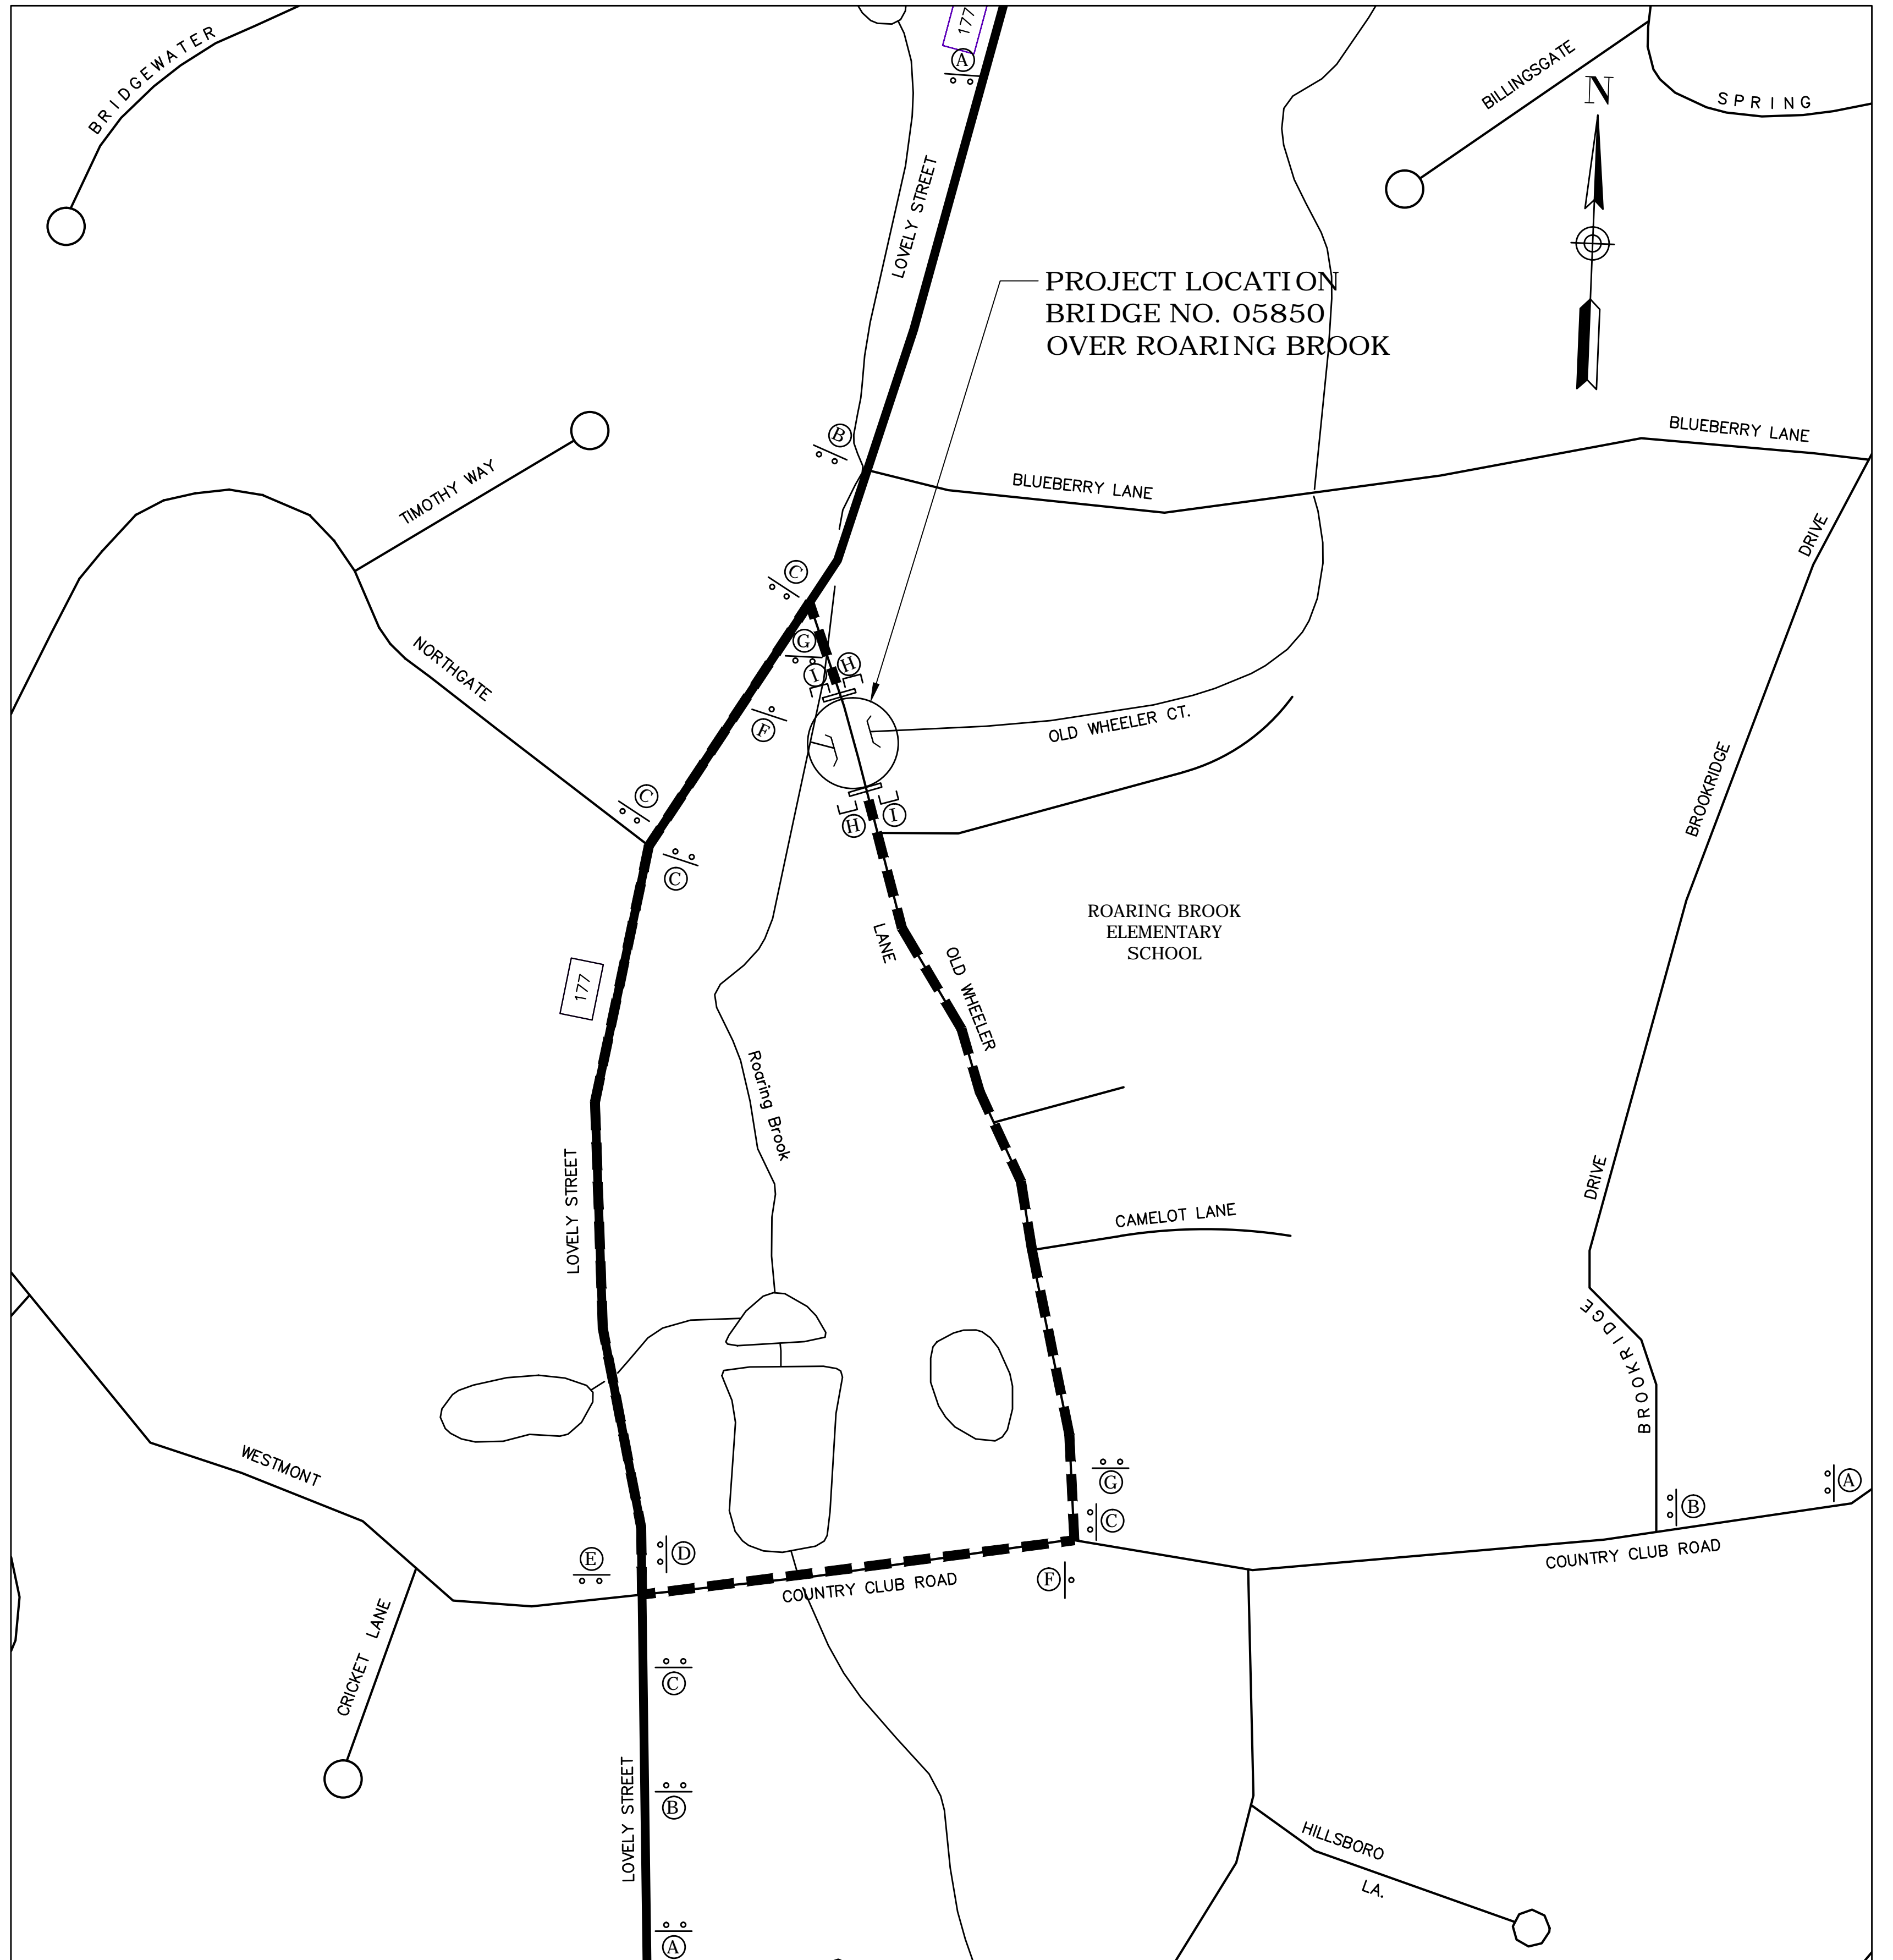 177
A
BRIDGEWATER
BILLINGSGATE
N
SPRING
LOVELY STREET
PROJECT LOCATION
BRIDGE NO. 05850
OVER ROARING BROOK
B
BLUEBERRY LANE
BLUEBERRY LANE
TIMOTHY WAY
DRIVE
C
NORTHGATE
G
H
I
F
OLD WHEELER CT.
BROOKRIDGE
C
H
I
C
LANE
OLD WHEELER
ROARING BROOK
ELEMENTARY
SCHOOL
177
Roaring Brook
LOVELY STREET
DRIVE
CAMELOT LANE
BROOKRIDGE
WESTMONT
G
A
B
C
E
D
F
COUNTRY CLUB ROAD
COUNTRY CLUB ROAD
CRICKET LANE
C
B
LOVELY STREET
HILLSBORO
LA.
A